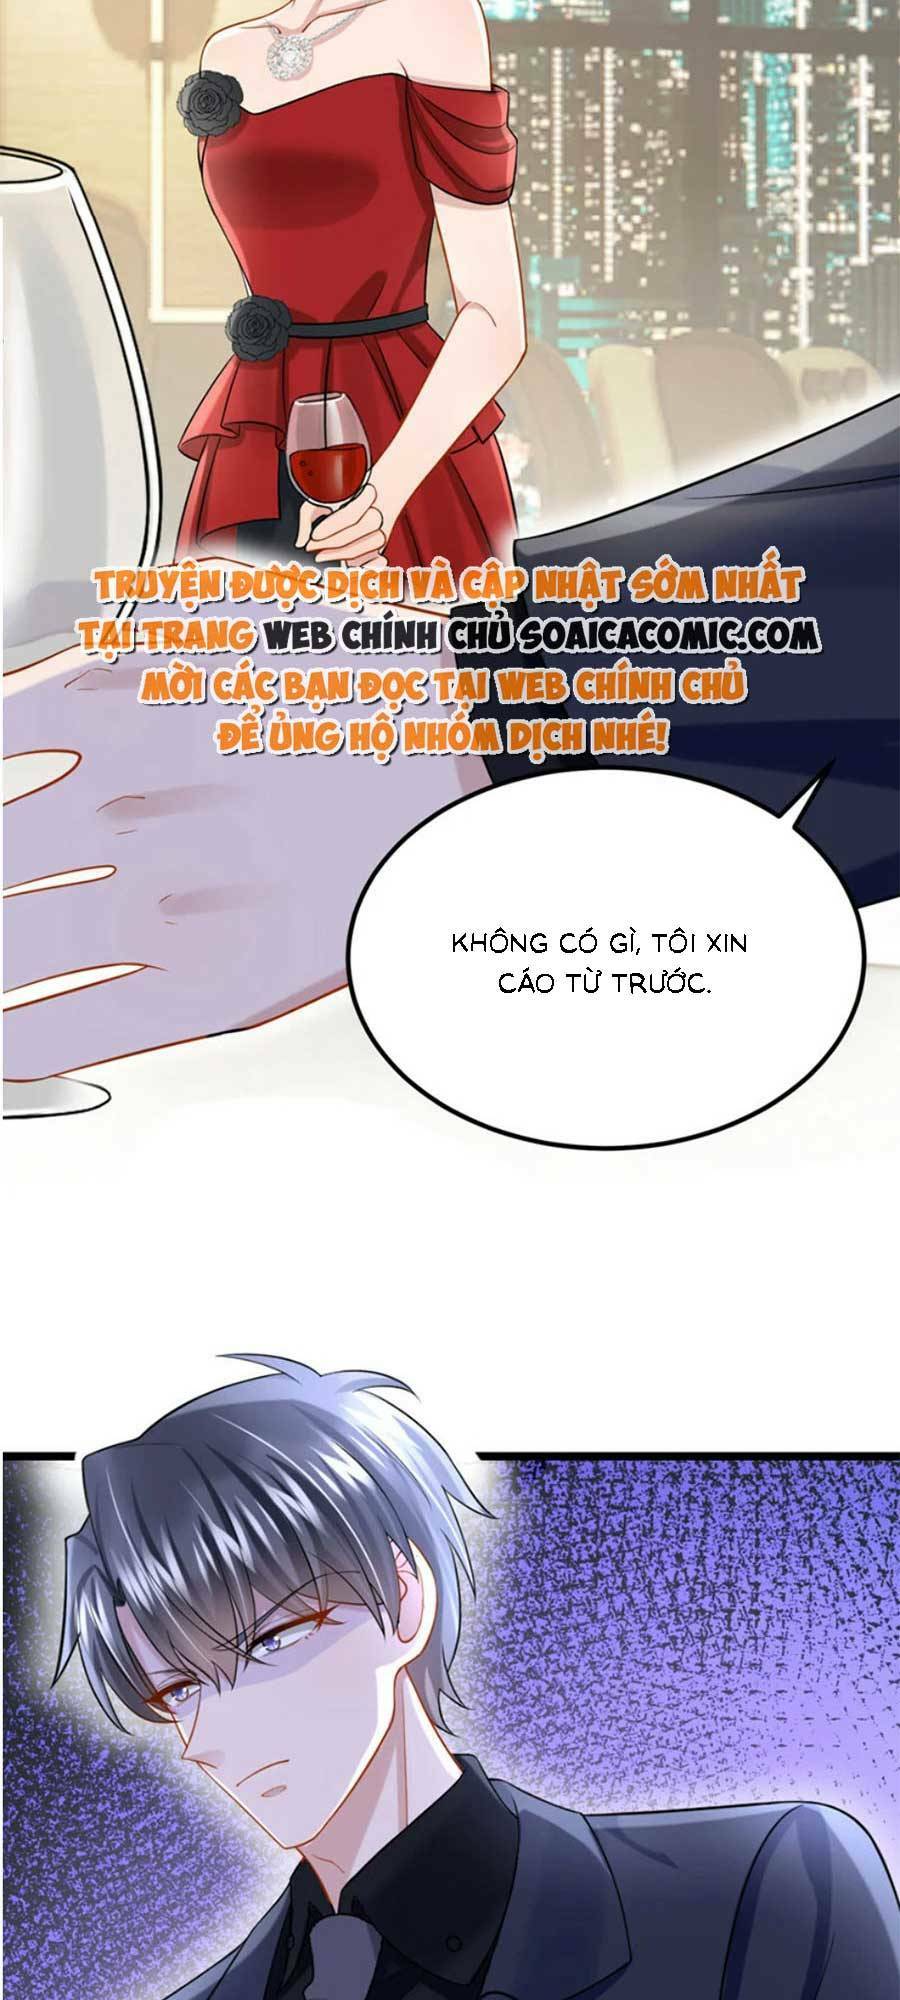 TRUYỆN ĐƯỢC DỊCH VÀ CẬP NHẬT SỚM NHẤT
TẠI TRANG WEB CHÍNH CHỦ SOAICACOMIC.COM
MỜI CÁC BẠN ĐỌC TẠI WEB CHÍNH CHỦ
ĐỂ ỦNG HỘ NHÓM DỊCH NHÉ!
KHÔNG CÓ GÌ, TÔI XIN
CÁO TỪ TRƯỚC.